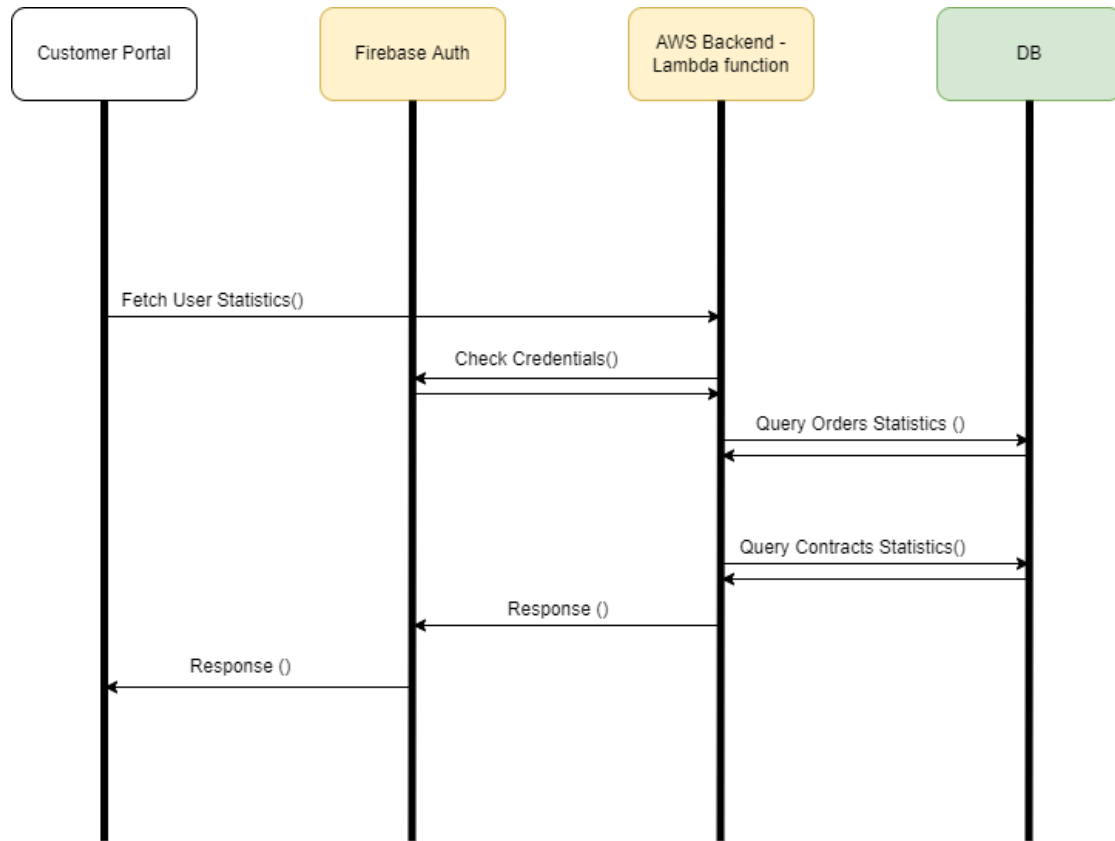 Customer Portal
Firebase Auth
AWS Backend -
Lambda function
DB
Fetch User Statistics()
Check Credentials()
Query Orders Statistics ()
Query Contracts Statistics()
Response ()
Response ()